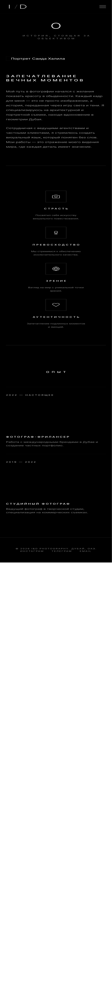 I / D
О
ИСТОРИЯ, СТОЯЩАЯ ЗА
ОБЪЕКТИВОМ
Портрет Саида Халила
ЗАПЕЧАТЛЕВАНИЕ
ВЕЧНЫХ МОМЕНТОВ
Мой путь в фотографии начался с желания
показать красоту в обыденности. Каждый кадр
для меня — это не просто изображение, а
история, переданная через игру света и тени. Я
специализируюсь на архитектурной и
портретной съемке, находя вдохновение в
геометрии Дубая.
Сотрудничая с ведущими агентствами и
частными клиентами, я стремлюсь создать
визуальный язык, который понятен без слов.
Мои работы — это отражение моего видения
мира, где каждая деталь имеет значение.
СТРАСТЬ
Посвятил себя искусству
визуального повествования.
ПРЕВОСХОДСТВО
Мы стремимся к обеспечению
исключительного качества.
ЗРЕНИЕ
Взгляд на мир с уникальной точки
зрения.
АУТЕНТИЧНОСТЬ
Запечатление подлинных моментов
и эмоций.
ОПЫТ
2022 — НАСТОЯЩЕЕ
ФОТОГРАФ-ФРИЛАНСЕР
Работа с международными брендами в Дубае и
создание частных портфолио.
2019 — 2022
СТУДИЙНЫЙ ФОТОГРАФ
Ведущий фотограф в творческой студии,
специализация на коммерческих съемках.
© 2026 I&D PHOTOGRAPHY. ДУБАЙ, ОАЭ.
ИНСТАГРАМ ТЕЛЕГРАМ EMAIL